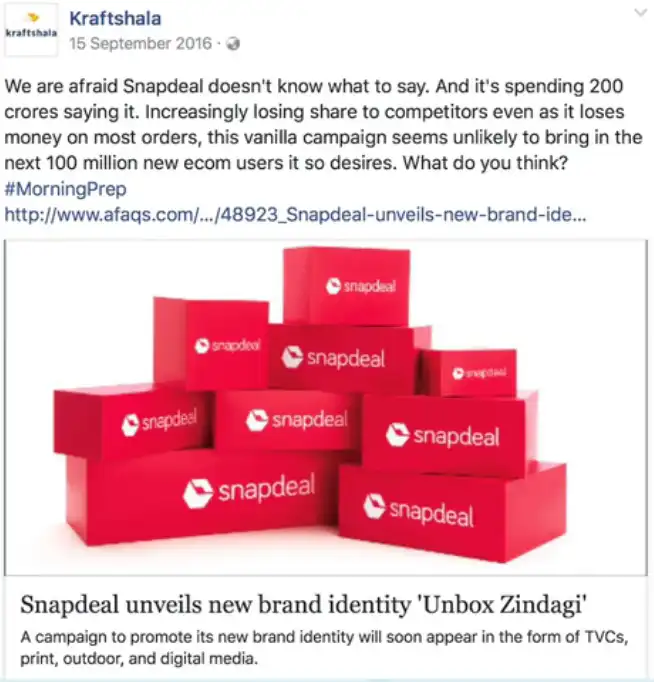 kraftshala
Kraftshala
15 September 2016 ·
We are afraid Snapdeal doesn't know what to say. And it's spending 200
crores saying it. Increasingly losing share to competitors even as it loses
money on most orders, this vanilla campaign seems unlikely to bring in the
next 100 million new ecom users it so desires. What do you think?
#MorningPrep
http://www.afaqs.com/.../48923_Snapdeal-unveils-new-brand-ide...
snapdeal
snapdeal
snapdeal
snapdeal
snapdeal
snapdeal
snapdeal
snapdeal
snapdeal
Snapdeal unveils new brand identity 'Unbox Zindagi'
A campaign to promote its new brand identity will soon appear in the form of TVCs,
print, outdoor, and digital media.